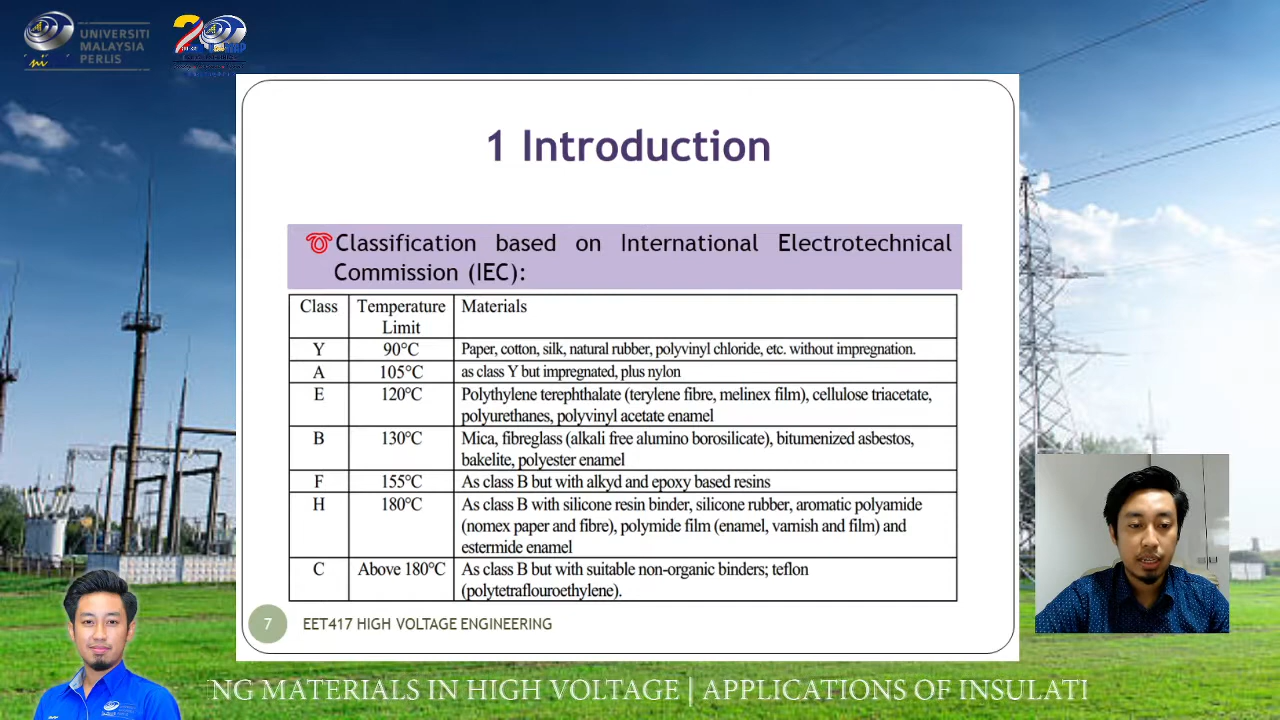 UNIVERSITI
MALAYSIA
PERLIS
1 Introduction
Classification based on International Electrotechnical
Commission (IEC):
Class Temperature Limit Materials
Y 90°C Paper, cotton, silk, natural rubber, polyvinyl chloride, etc. without impregnation.
A 105°C as class Y but impregnated, plus nylon
E 120°C Polythylene terephthalate (terylene fibre, melinex film), cellulose triacetate,
polyurethanes, polyvinyl acetate enamel
B 130°C Mica, fibreglass (alkali free alumino borosilicate), bitumenized asbestos,
bakelite, polyester enamel
F 155°C As class B but with alkyd and epoxy based resins
H 180°C As class B with silicone resin binder, silicone rubber, aromatic polyamide
(nomex paper and fibre), polymide film (enamel, varnish and film) and
estermide enamel
C Above 180°C As class B but with suitable non-organic binders; teflon
(polytetraflouroethylene).
7 EET417 HIGH VOLTAGE ENGINEERING
NG MATERIALS IN HIGH VOLTAGE | APPLICATIONS OF INSULATI